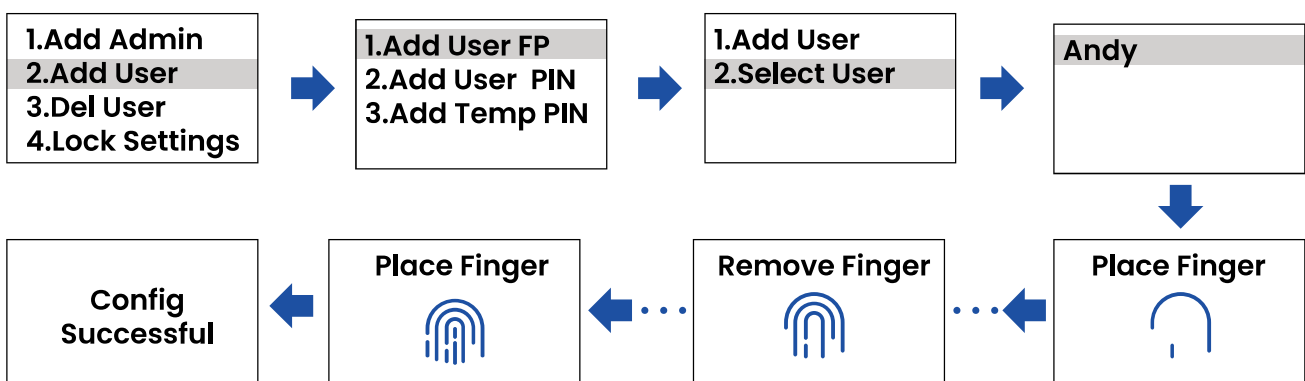 1.Add Admin
2.Add User
3.Del User
4.Lock Settings
1.Add User FP
2.Add User PIN
3.Add Temp PIN
1.Add User
2.Select User
Andy
Place Finger
Remove Finger
Place Finger
Config
Successful